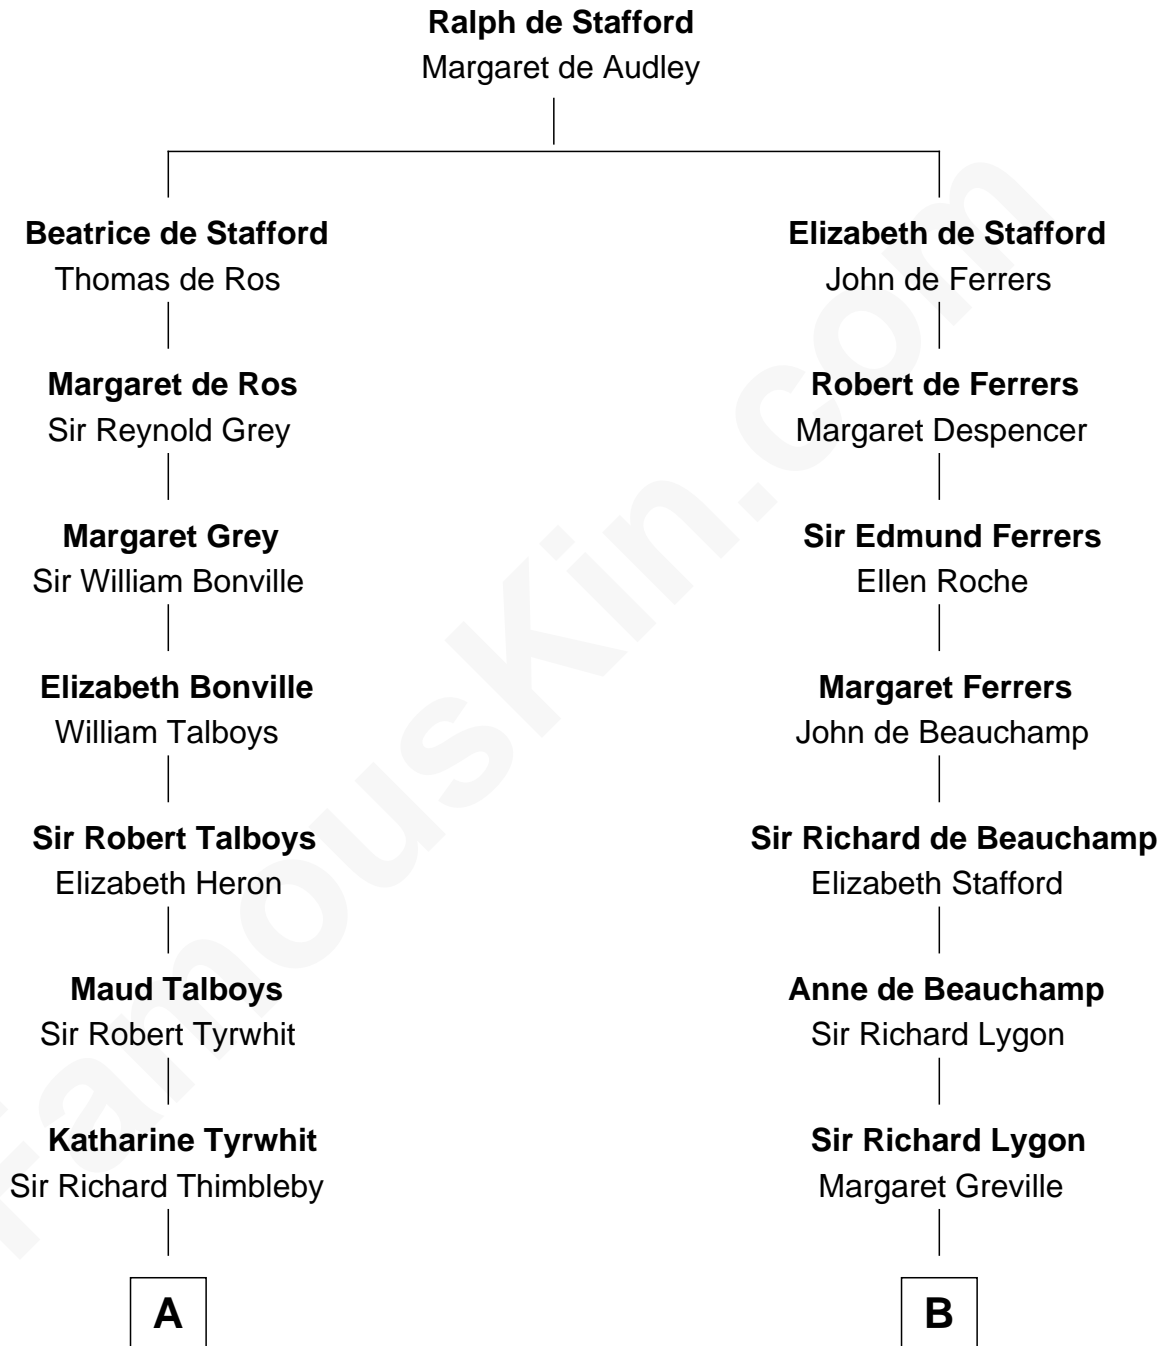 Ralph de Stafford
Margaret de Audley
Beatrice de Stafford
Thomas de Ros
Margaret de Ros
Sir Reynold Grey
Margaret Grey
Sir William Bonville
Elizabeth Bonville
William Talboys
Sir Robert Talboys
Elizabeth Heron
Maud Talboys
Sir Robert Tyrwhit
Katharine Tyrwhit
Sir Richard Thimbleby
A
Elizabeth de Stafford
John de Ferrers
Robert de Ferrers
Margaret Despencer
Sir Edmund Ferrers
Ellen Roche
Margaret Ferrers
John de Beauchamp
Sir Richard de Beauchamp
Elizabeth Stafford
Anne de Beauchamp
Sir Richard Lygon
Sir Richard Lygon
Margaret Greville
B
FamousKin.com